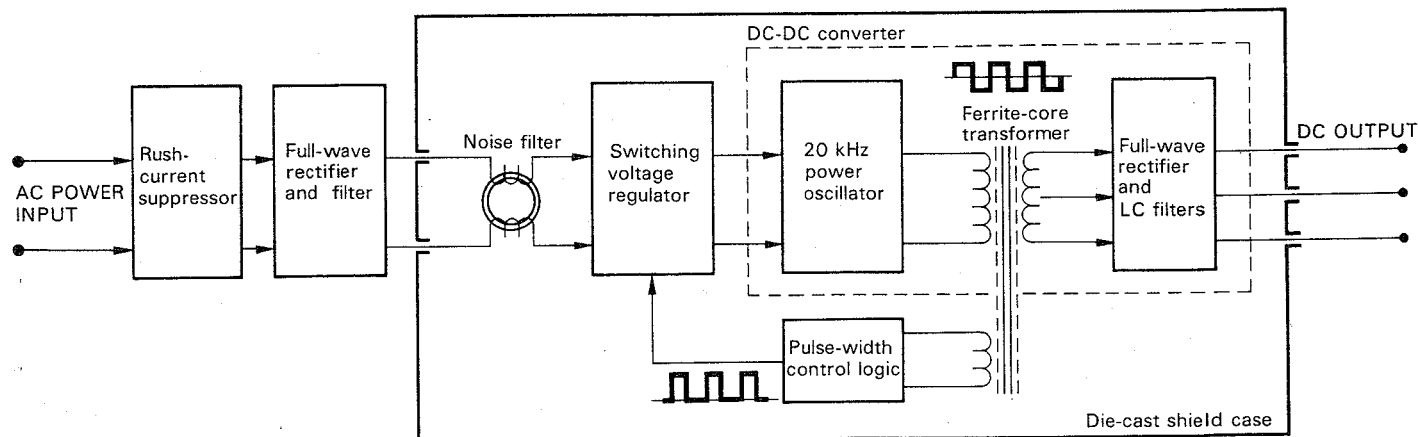 DC-DC converter
AC POWER
INPUT
Rush-
current
suppressor
Full-wave
rectifier
and filter
Noise filter
Switching
voltage
regulator
20 kHz
power
oscillator
Ferrite-core
transformer
Full-wave
rectifier
and
LC filters
DC OUTPUT
Pulse-width
control logic
Die-cast shield case